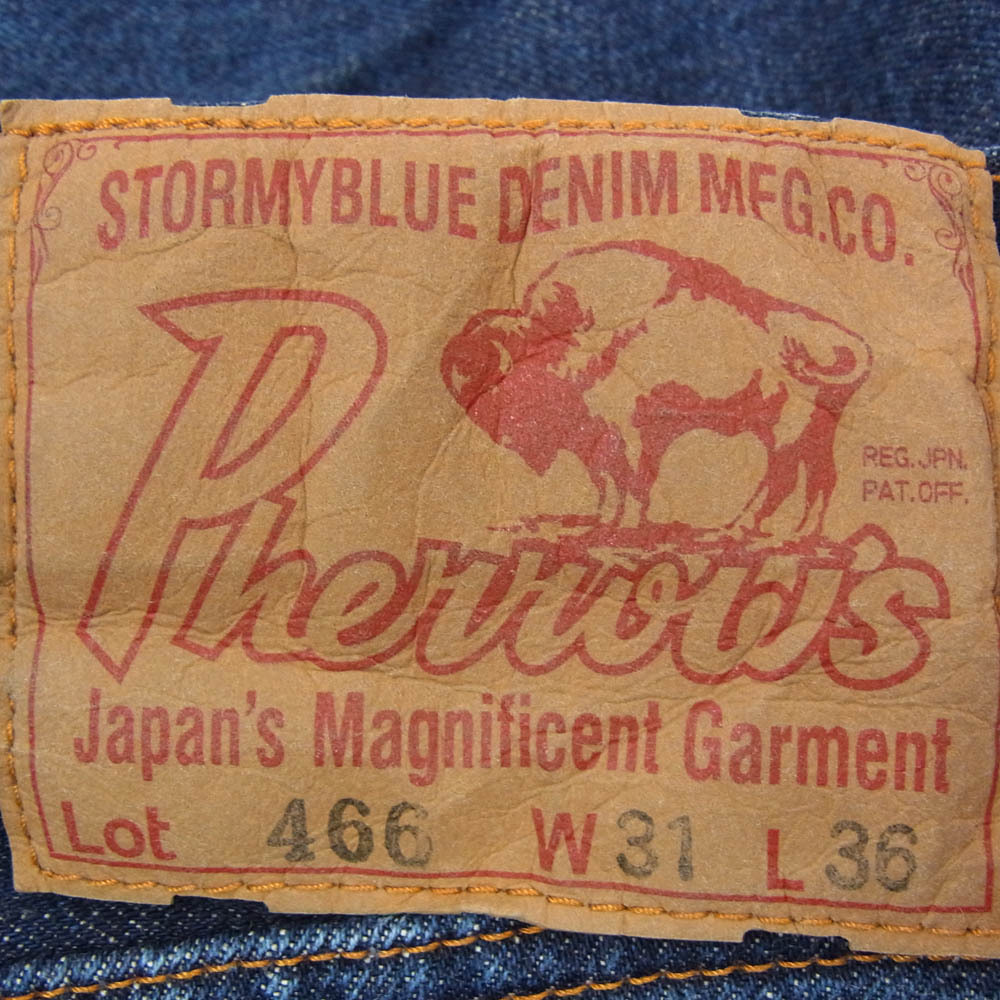 STORMYBLUE DENIM MFG.CO.
REG.JPN.
PAT.OFF.
Pherrow's
Japan's Magnificent Garment
Lot 466 W 31 L 36